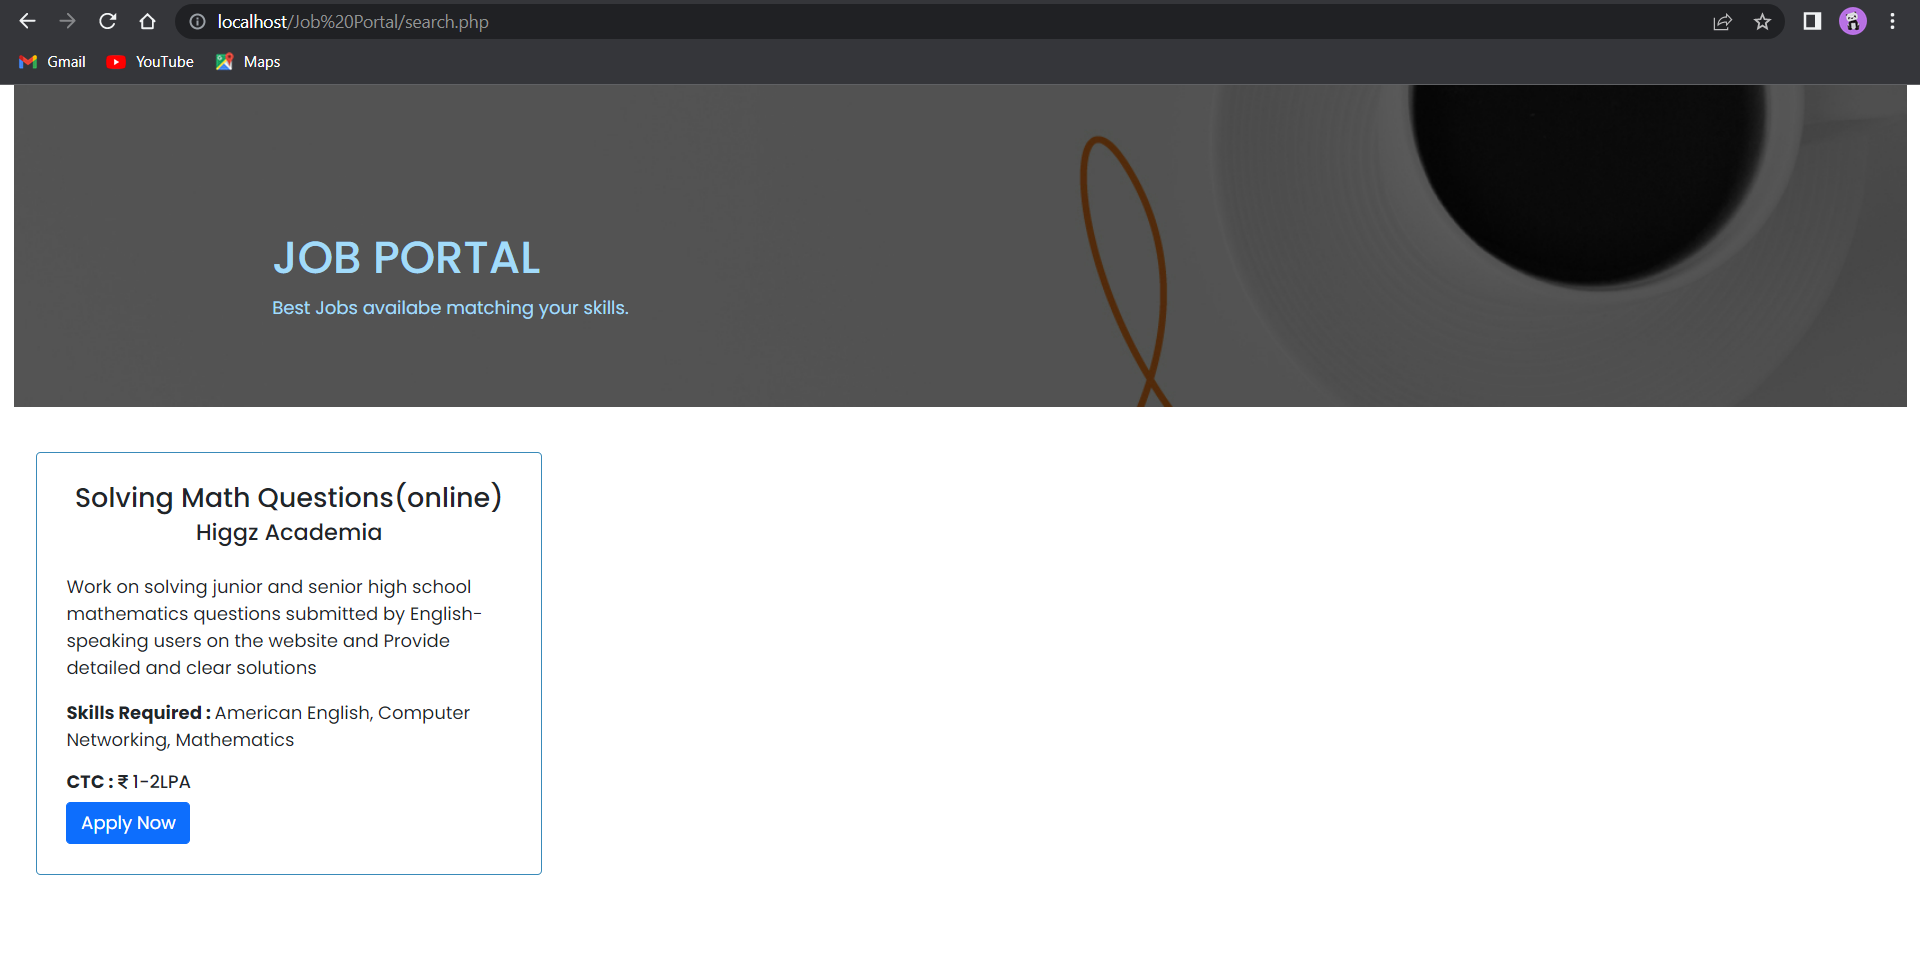 localhost/Job%20Portal/search.php
Gmail YouTube Maps
JOB PORTAL
Best Jobs availabe matching your skills.
Solving Math Questions(online)
Higgz Academia
Work on solving junior and senior high school
mathematics questions submitted by English-
speaking users on the website and Provide
detailed and clear solutions
Skills Required : American English, Computer
Networking, Mathematics
CTC : ₹ 1-2LPA
Apply Now